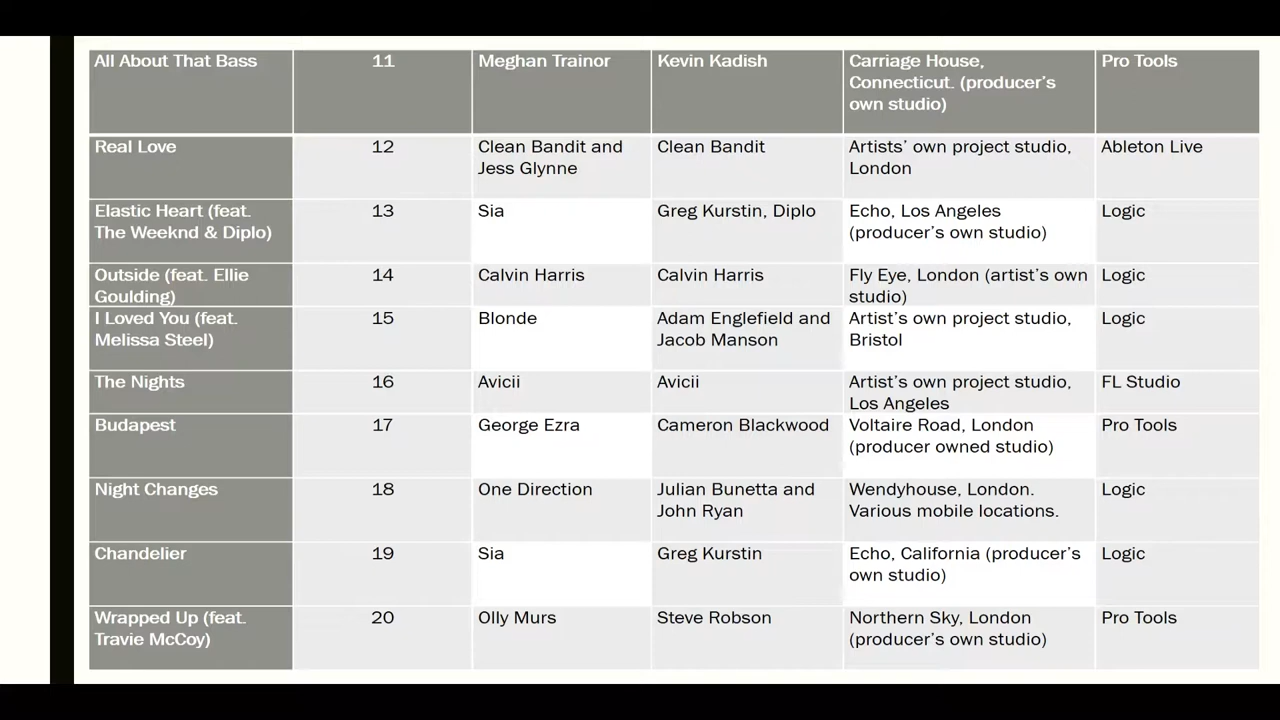 All About That Bass 11 Meghan Trainor Kevin Kadish Carriage House, Pro Tools
Connecticut. (producer's
own studio)
Real Love 12 Clean Bandit and Clean Bandit Artists' own project studio, Ableton Live
Jess Glynne London
Elastic Heart (feat. 13 Sia Greg Kurstin, Diplo Echo, Los Angeles Logic
The Weeknd & Diplo) (producer's own studio)
Outside (feat. Ellie 14 Calvin Harris Calvin Harris Fly Eye, London (artist's own Logic
Goulding) studio)
I Loved You (feat. 15 Blonde Adam Englefield and Artist's own project studio, Logic
Melissa Steel) Jacob Manson Bristol
The Nights 16 Avicii Avicii Artist's own project studio, FL Studio
Los Angeles
Budapest 17 George Ezra Cameron Blackwood Voltaire Road, London Pro Tools
(producer owned studio)
Night Changes 18 One Direction Julian Bunetta and Wendyhouse, London. Logic
John Ryan Various mobile locations.
Chandelier 19 Sia Greg Kurstin Echo, California (producer's Logic
own studio)
Wrapped Up (feat. 20 Olly Murs Steve Robson Northern Sky, London Pro Tools
Travie McCoy) (producer's own studio)